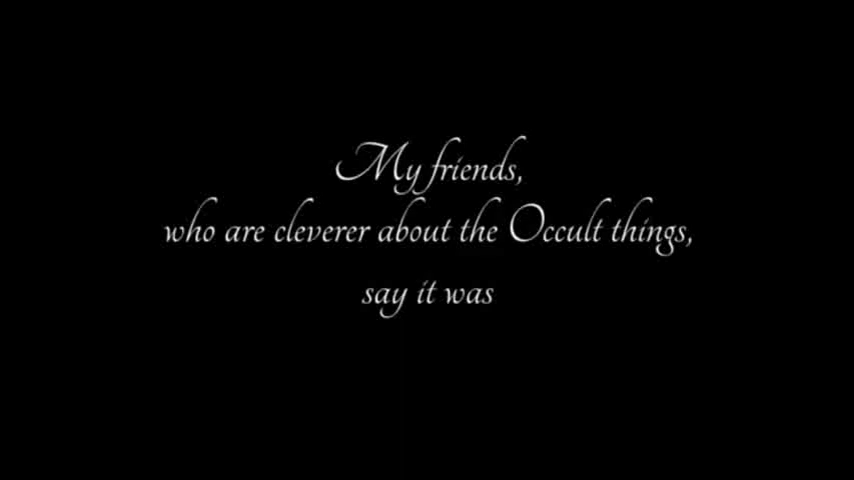 My friends,
who are cleverer about the Occult things,
say it was